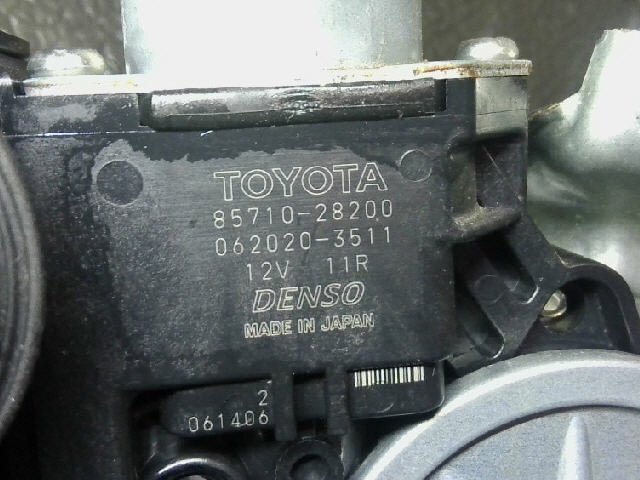 TOYOTA
85710-28200
062020-3511
12V 11R
DENSO
MADE IN JAPAN
2
061406